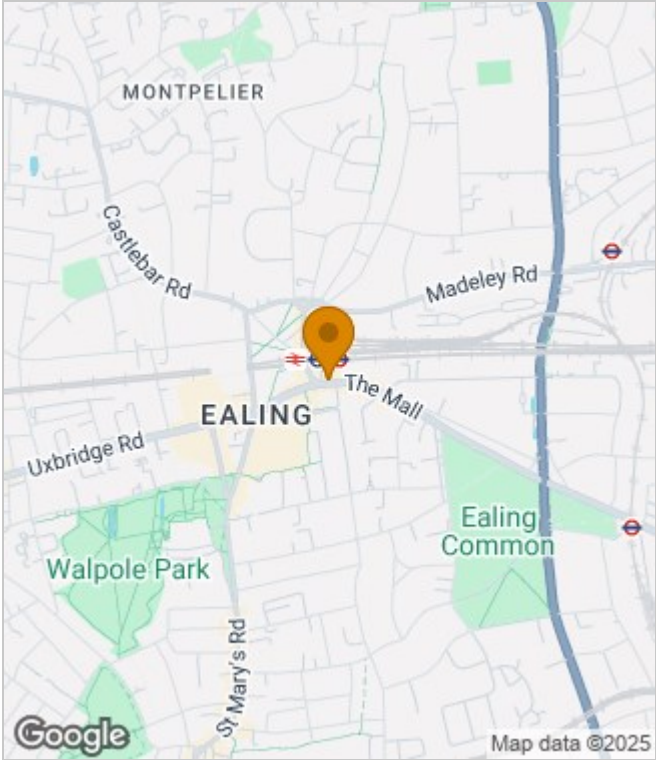 MONTPELIER
Castlebar Rd
Madeley Rd
The Mall
EALING
Uxbridge Rd
Ealing
Common
Walpole Park
St Mary's Rd
Google
Map data ©2025